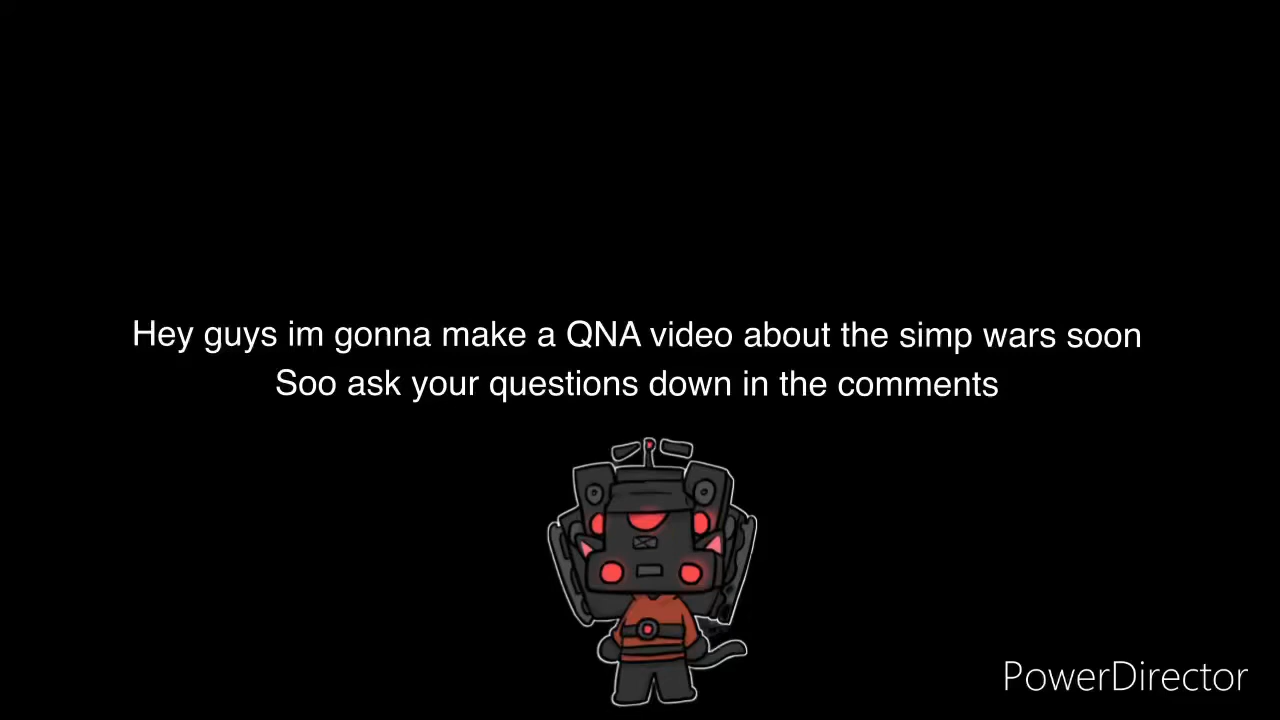 Hey guys im gonna make a QNA video about the simp wars soon
Soo ask your questions down in the comments
PowerDirector